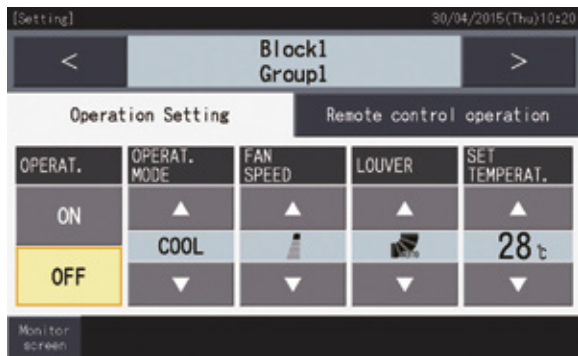 [Setting]
30/04/2015(Thu)10:20
<
Block1
Group1
>
Operation Setting
Remote control operation
OPERAT.
OPERAT.
MODE
FAN
SPEED
LOUVER
SET
TEMPERAT.
ON
COOL
28℃
OFF
Monitor
screen